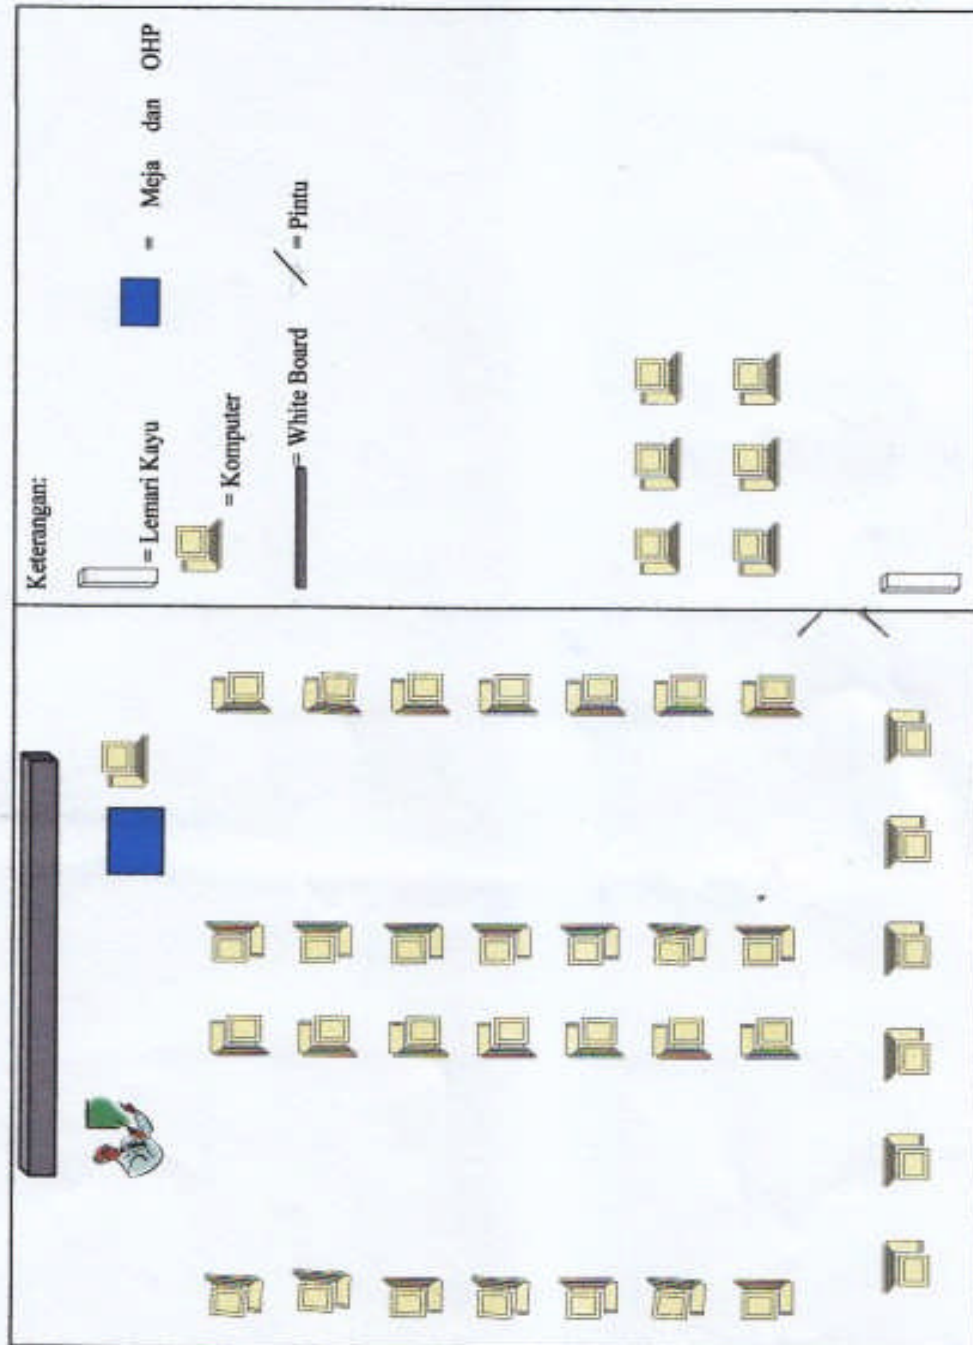 Keterangan:
= Lemari Kayu
= Meja dan OHP
= Komputer
= White Board
= Pintu